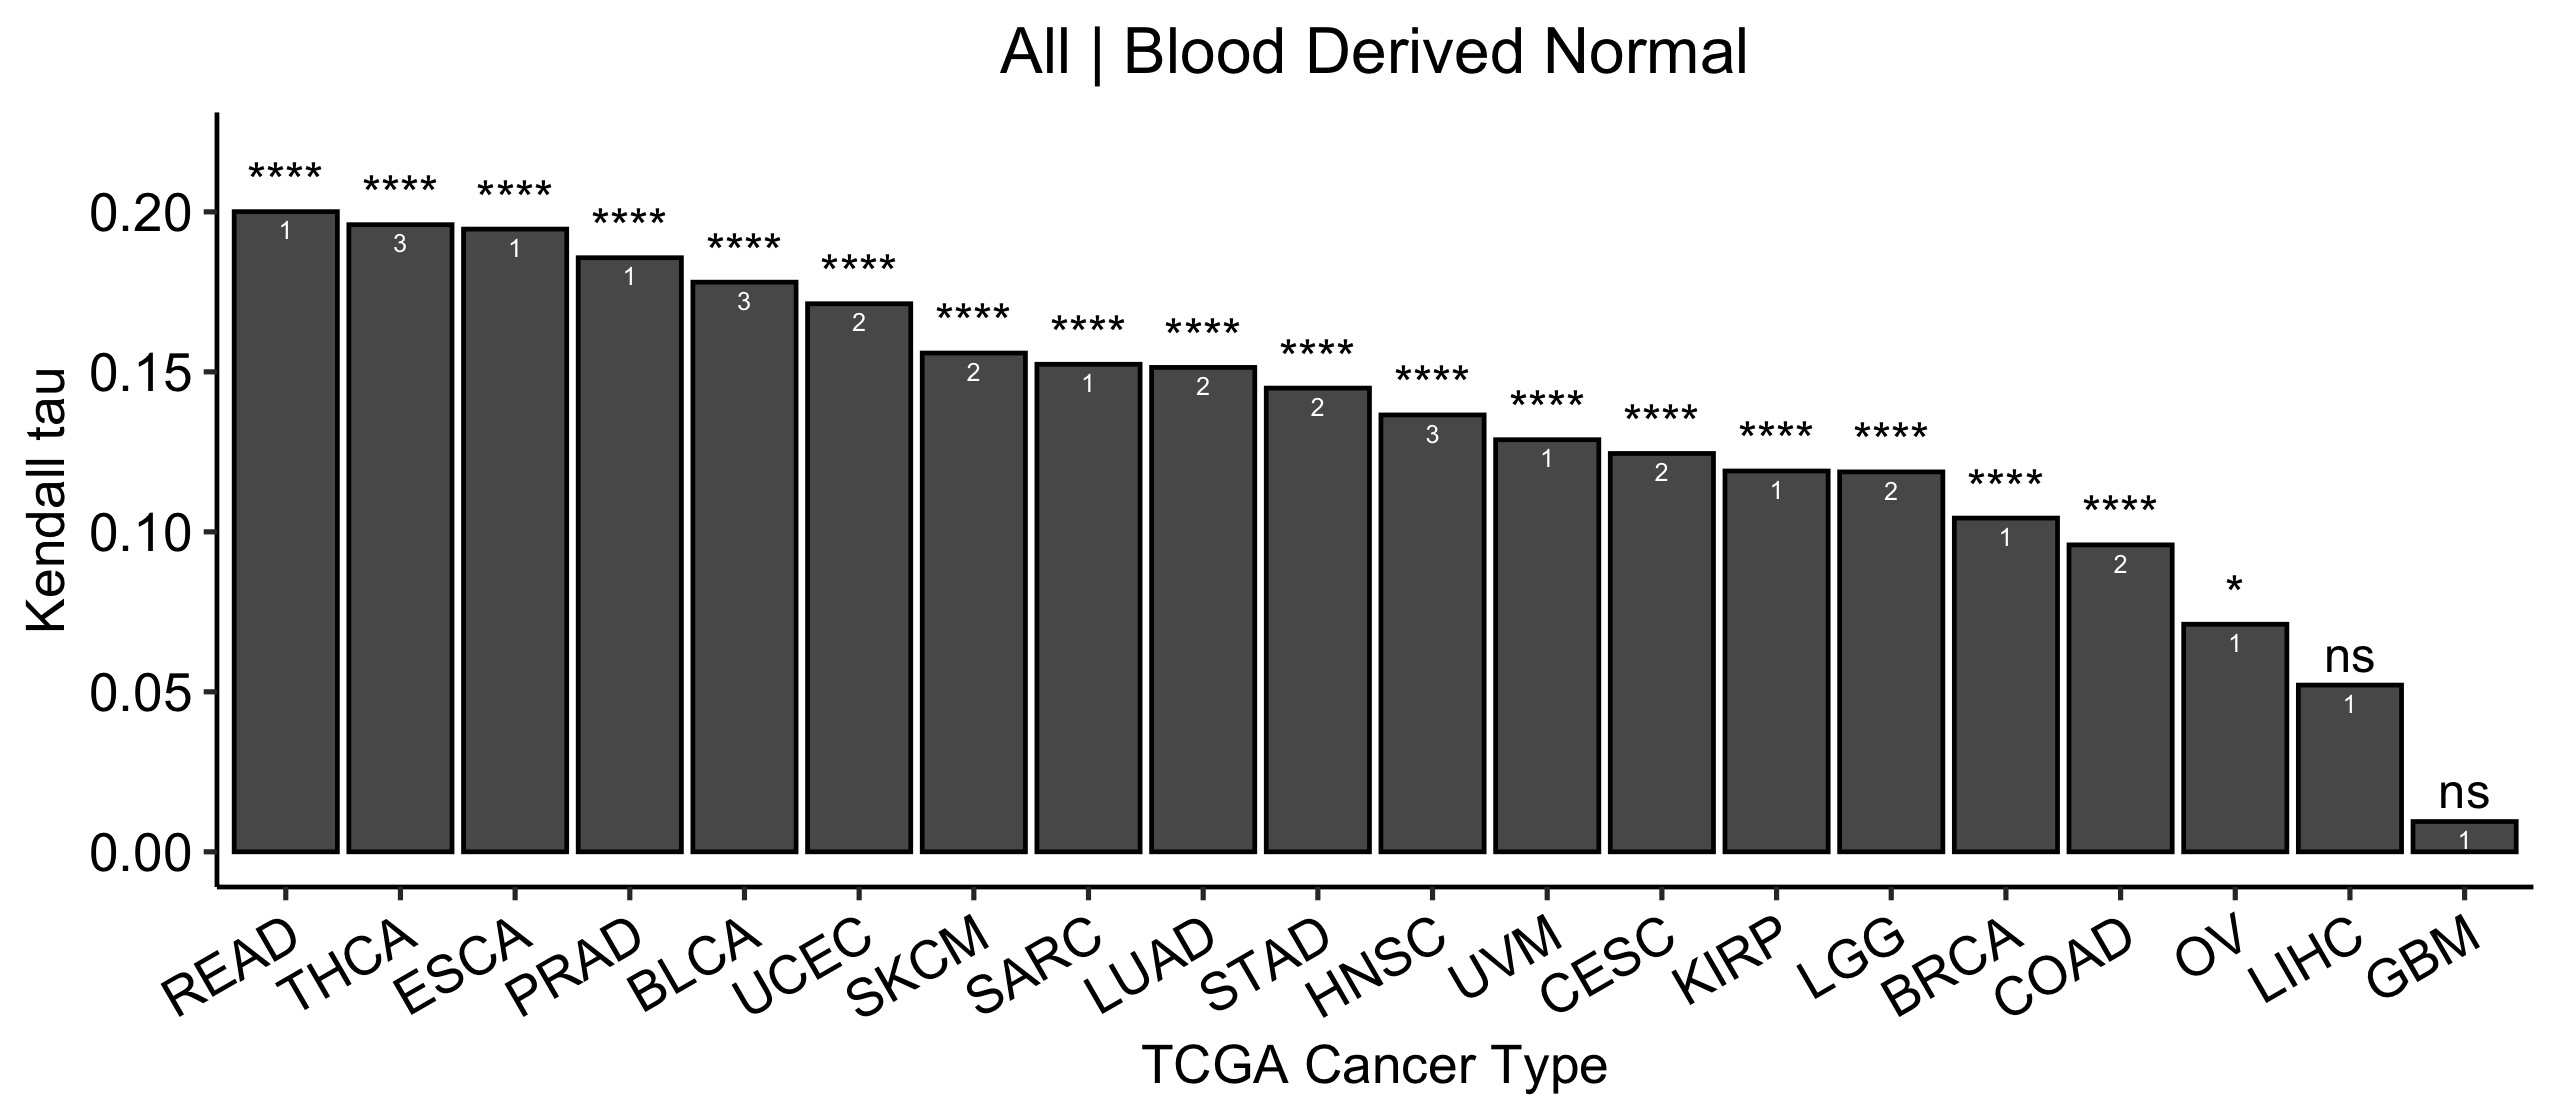 All | Blood Derived Normal
Kendall tau
0.20
0.15
0.10
0.05
0.00
**** **** **** **** **** **** **** **** **** **** **** **** **** **** **** **** **** * ns ns
1 3 1 1 3 2 2 1 2 2 3 1 2 1 2 1 2 1 1 1
READ THCA ESCA PRAD BLCA UCEC SKCM SARC LUAD STAD HNSC UVM CESC KIRP LGG BRCA COAD OV LIHC GBM
TCGA Cancer Type